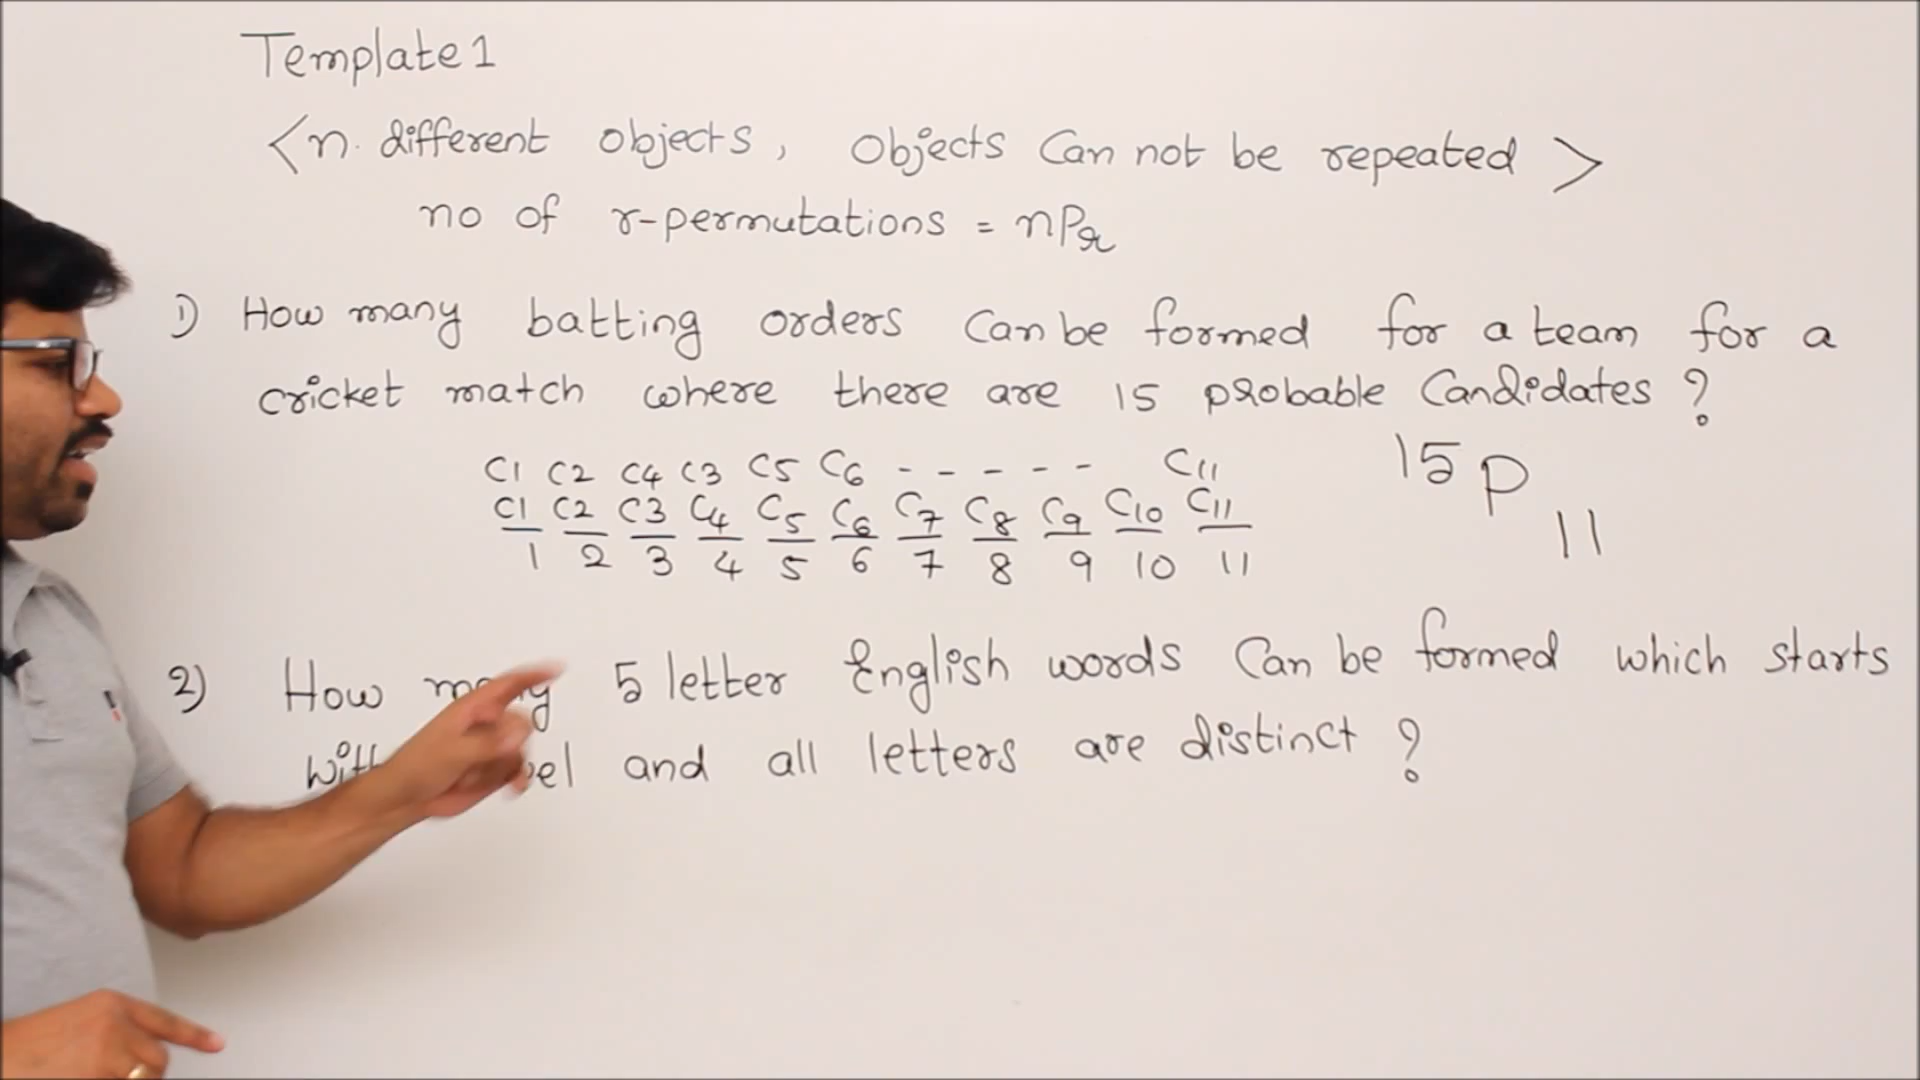 Template 1
<n. different objects, objects can not be repeated>
no of r-permutations = nPr
1) How many batting orders can be formed for a team for a
cricket match where there are 15 probable candidates?
C1 C2 C4 C3 C5 C6 - - - - - C11
15 P 11
C1 C2 C3 C4 C5 C6 C7 C8 C9 C10 C11
1 2 3 4 5 6 7 8 9 10 11
2) How many 5 letter English words can be formed which starts
and all letters are distinct?